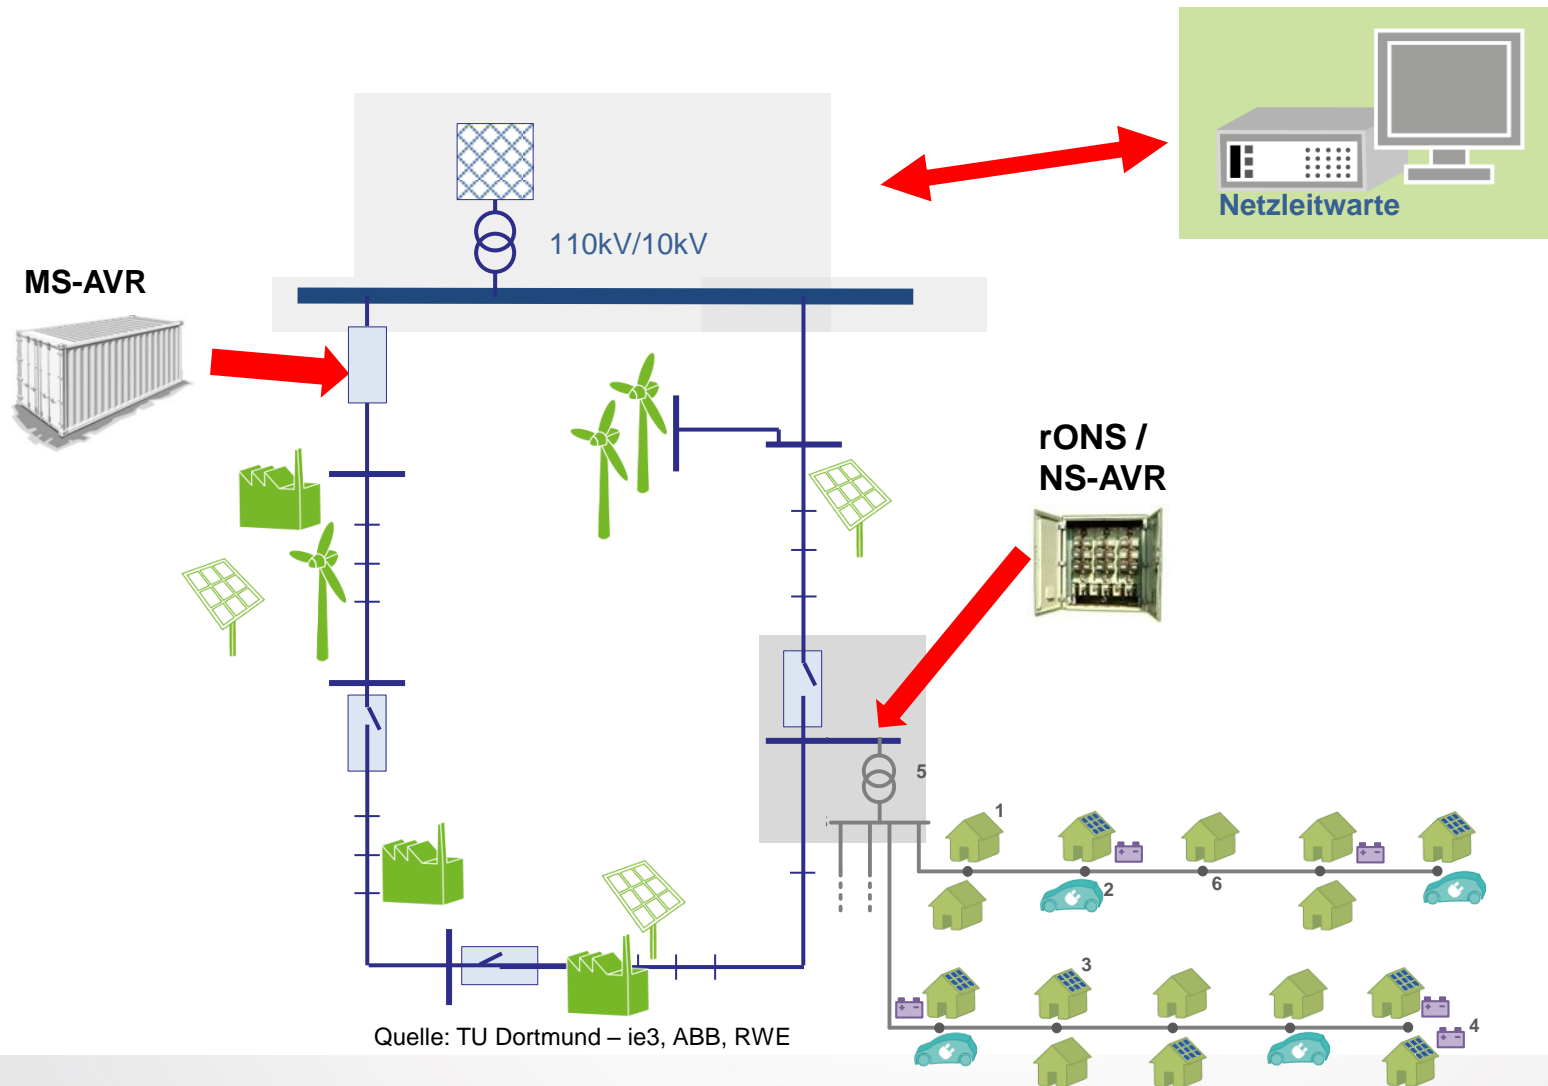 Netzleitwarte
110kV/10kV
MS-AVR
rONS /
NS-AVR
5
1
2
6
3
4
Quelle: TU Dortmund – ie3, ABB, RWE